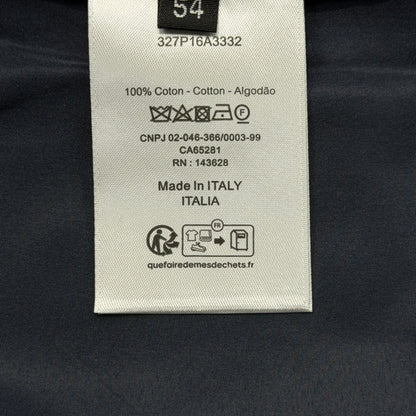 54
327P16A3332
100% Coton - Cotton - Algodão
F
CNPJ 02-046-366/0003-99
CA65281
RN : 143628
Made In ITALY
ITALIA
FR
quefairedemesdechets.fr